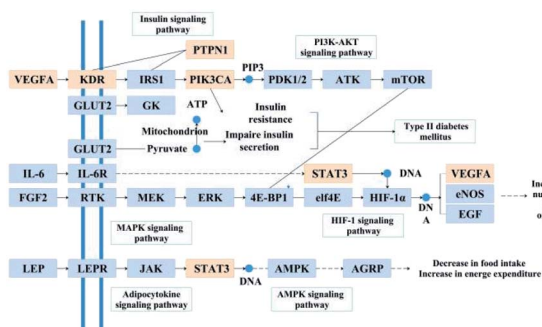 Insulin signaling
pathway
PTPN1
PI3K-AKT
signaling pathway
VEGFA
KDR
IRS1
PIK3CA
PIP3
PDK1/2
ATK
mTOR
GLUT2
GK
ATP
Insulin
resistance
Mitochondrion
Impaire insulin
secretion
Type II diabetes
mellitus
GLUT2
Pyruvate
IL-6
IL-6R
STAT3
DNA
VEGFA
FGF2
RTK
MEK
ERK
4E-BP1
elf4E
HIF-1α
DN
A
eNOS
EGF
MAPK signaling
pathway
HIF-1 signaling
pathway
LEP
LEPR
JAK
STAT3
DNA
AMPK
AGRP
Decrease in food intake
Increase in energy expenditure
Adipocytokine
signaling pathway
AMPK signaling
pathway